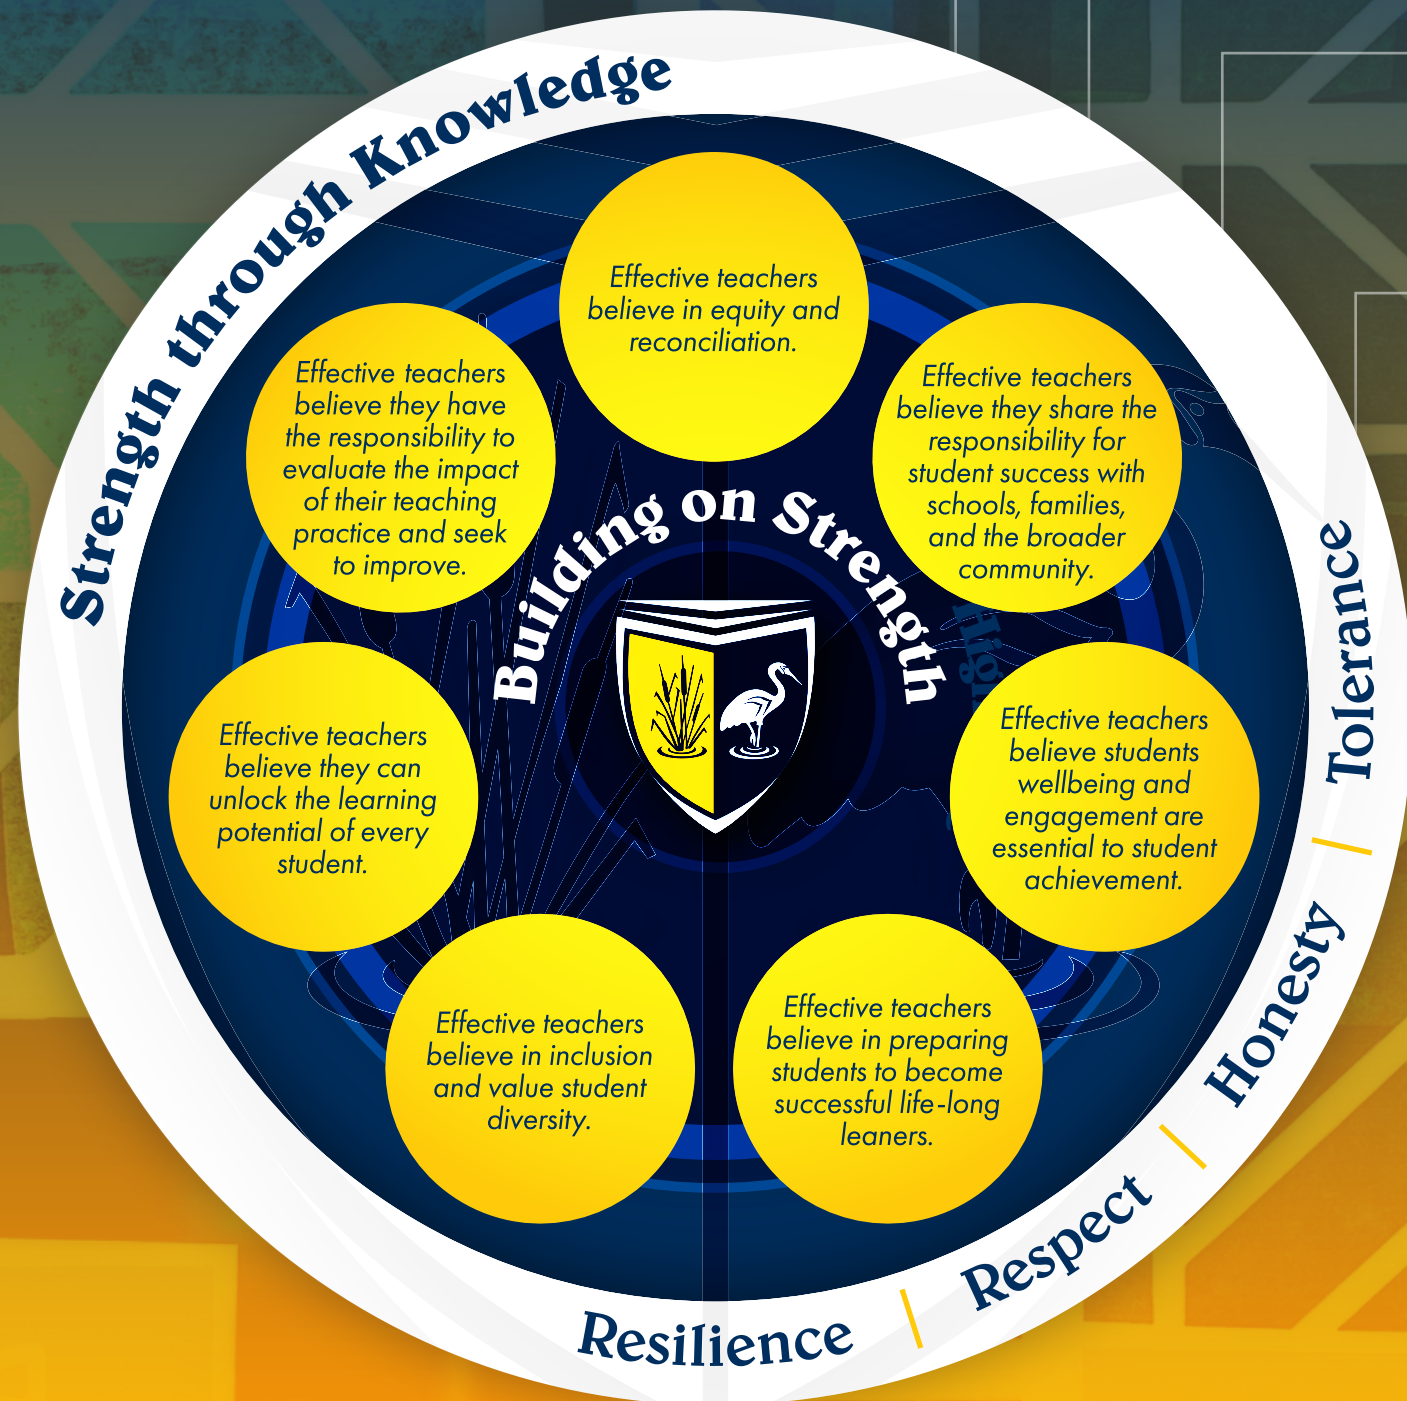 Strength through Knowledge
Effective teachers
believe in equity and
reconciliation.
Effective teachers
believe they have
the responsibility to
evaluate the impact
of their teaching
practice and seek
to improve.
Effective teachers
believe they share the
responsibility for
student success with
schools, families,
and the broader
community.
Building on Strength
Effective teachers
believe they can
unlock the learning
potential of every
student.
Effective teachers
believe students
wellbeing and
engagement are
essential to student
achievement.
Effective teachers
believe in inclusion
and value student
diversity.
Effective teachers
believe in preparing
students to become
successful life-long
leaners.
Resilience | Respect | Honesty | Tolerance